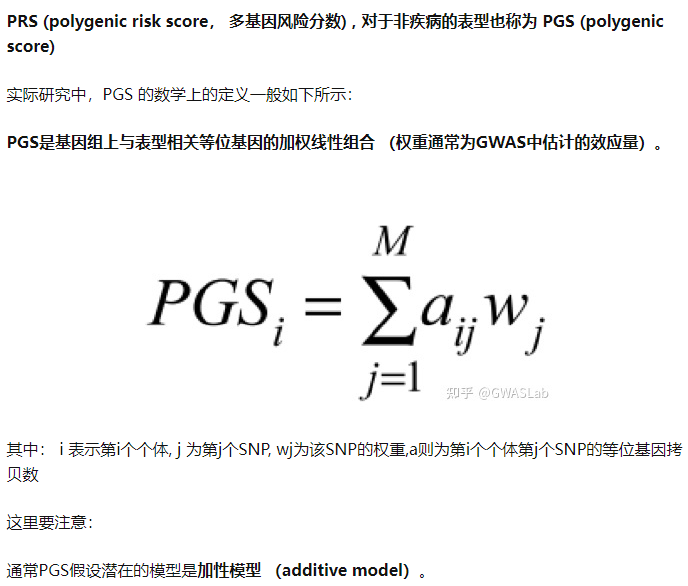 PRS (polygenic risk score， 多基因风险分数) , 对于非疾病的表型也称为 PGS (polygenic
score)
实际研究中，PGS 的数学上的定义一般如下所示：
PGS是基因组上与表型相关等位基因的加权线性组合 （权重通常为GWAS中估计的效应量）。
M
PGS_i = ∑ a_ij w_j
j=1
知乎 @GWASLab
其中： i 表示第i个个体, j 为第j个SNP, wj为该SNP的权重,a则为第i个个体第j个SNP的等位基因拷
贝数
这里要注意：
通常PGS假设潜在的模型是加性模型 （additive model）。